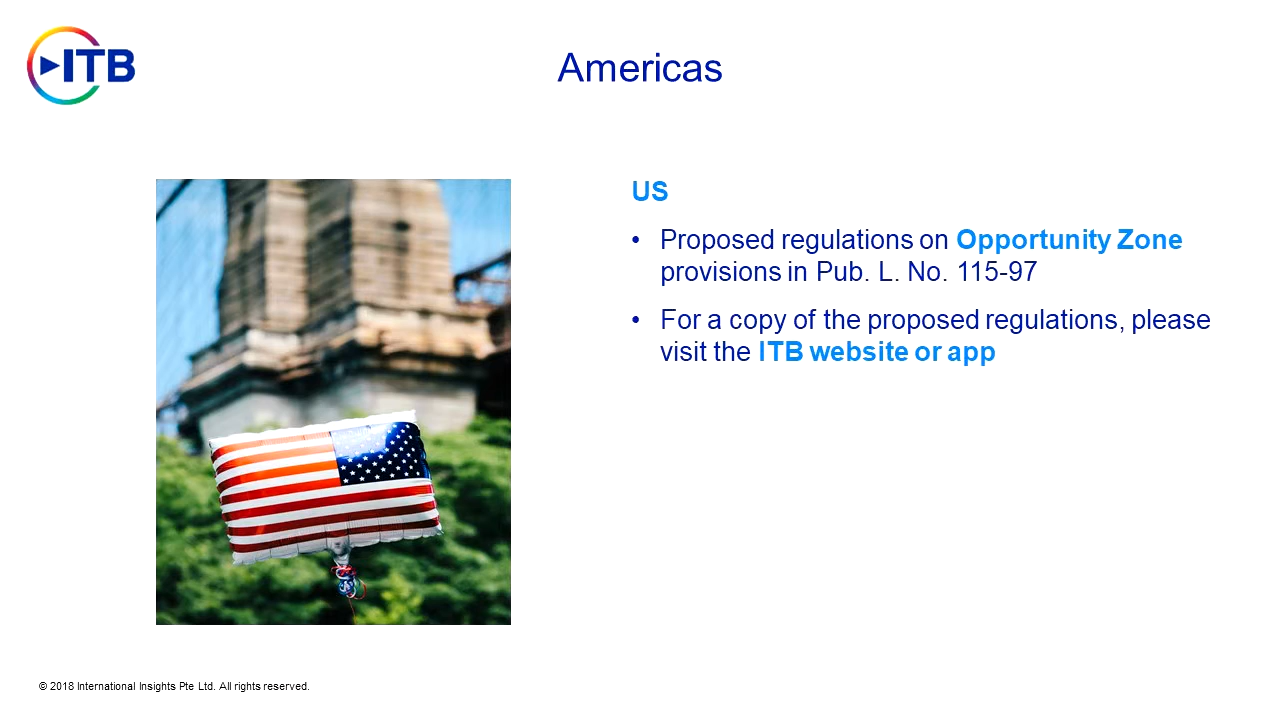 ITB
Americas
US
• Proposed regulations on Opportunity Zone
provisions in Pub. L. No. 115-97
• For a copy of the proposed regulations, please
visit the ITB website or app
© 2018 International Insights Pte Ltd. All rights reserved.